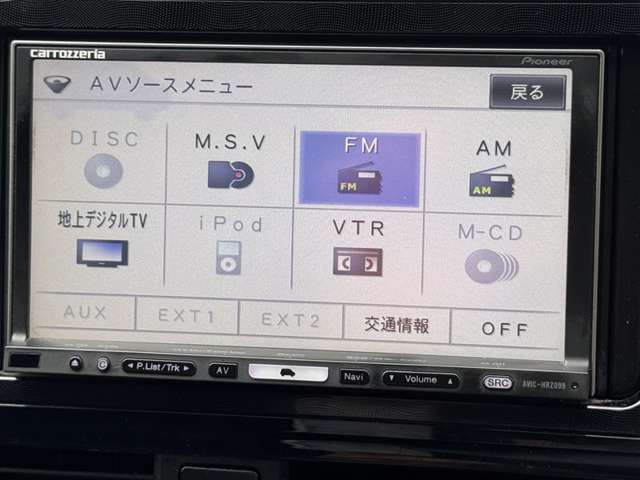 carrozzeria
Pioneer
AVソースメニュー
戻る
DISC
M.S.V
FM
AM
FM
AM
地上デジタルTV
iPod
VTR
M-CD
AUX
EXT1
EXT2
交通情報
OFF
P.List/Trk
AV
Navi
Volume
SRC
AVIC-HRZ099